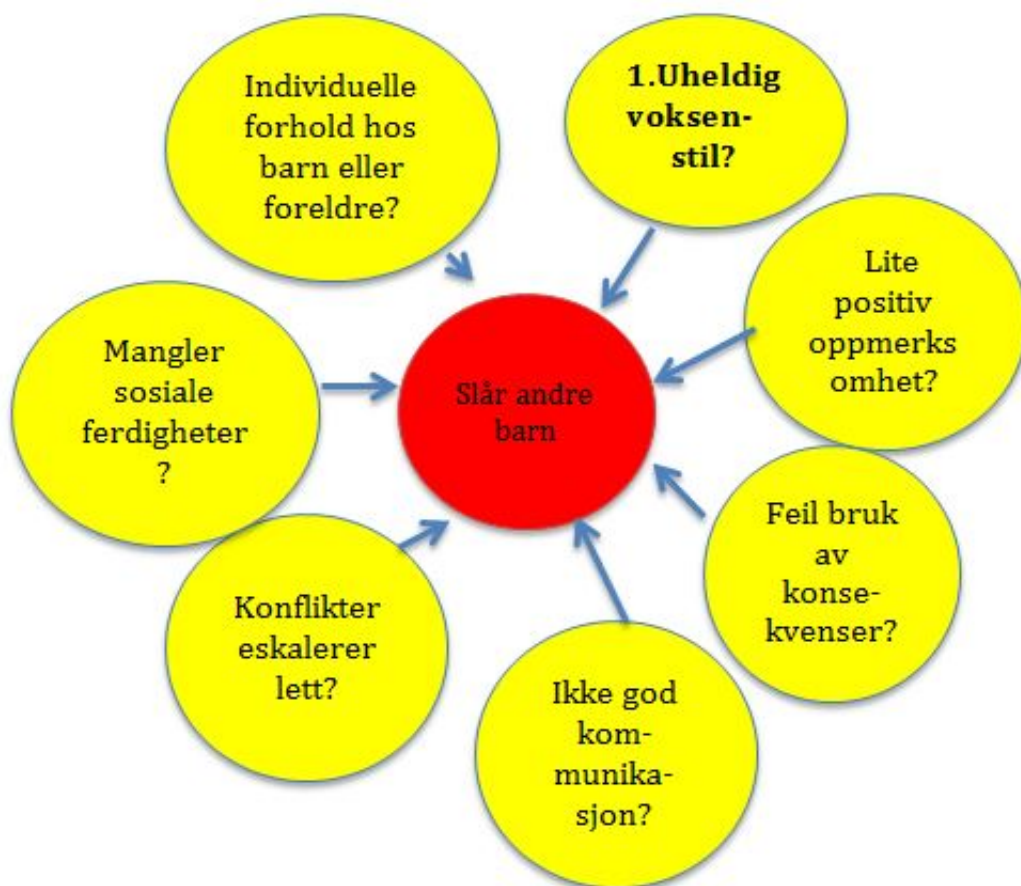 Individuelle
forhold hos
barn eller
foreldre?
1.Uheldig
voksen-
stil?
Lite
positiv
oppmerks
omhet?
Mangler
sosiale
ferdigheter
?
Slår andre
barn
Feil bruk
av
konse-
kvenser?
Konflikter
eskalerer
lett?
Ikke god
kom-
munika-
sjon?